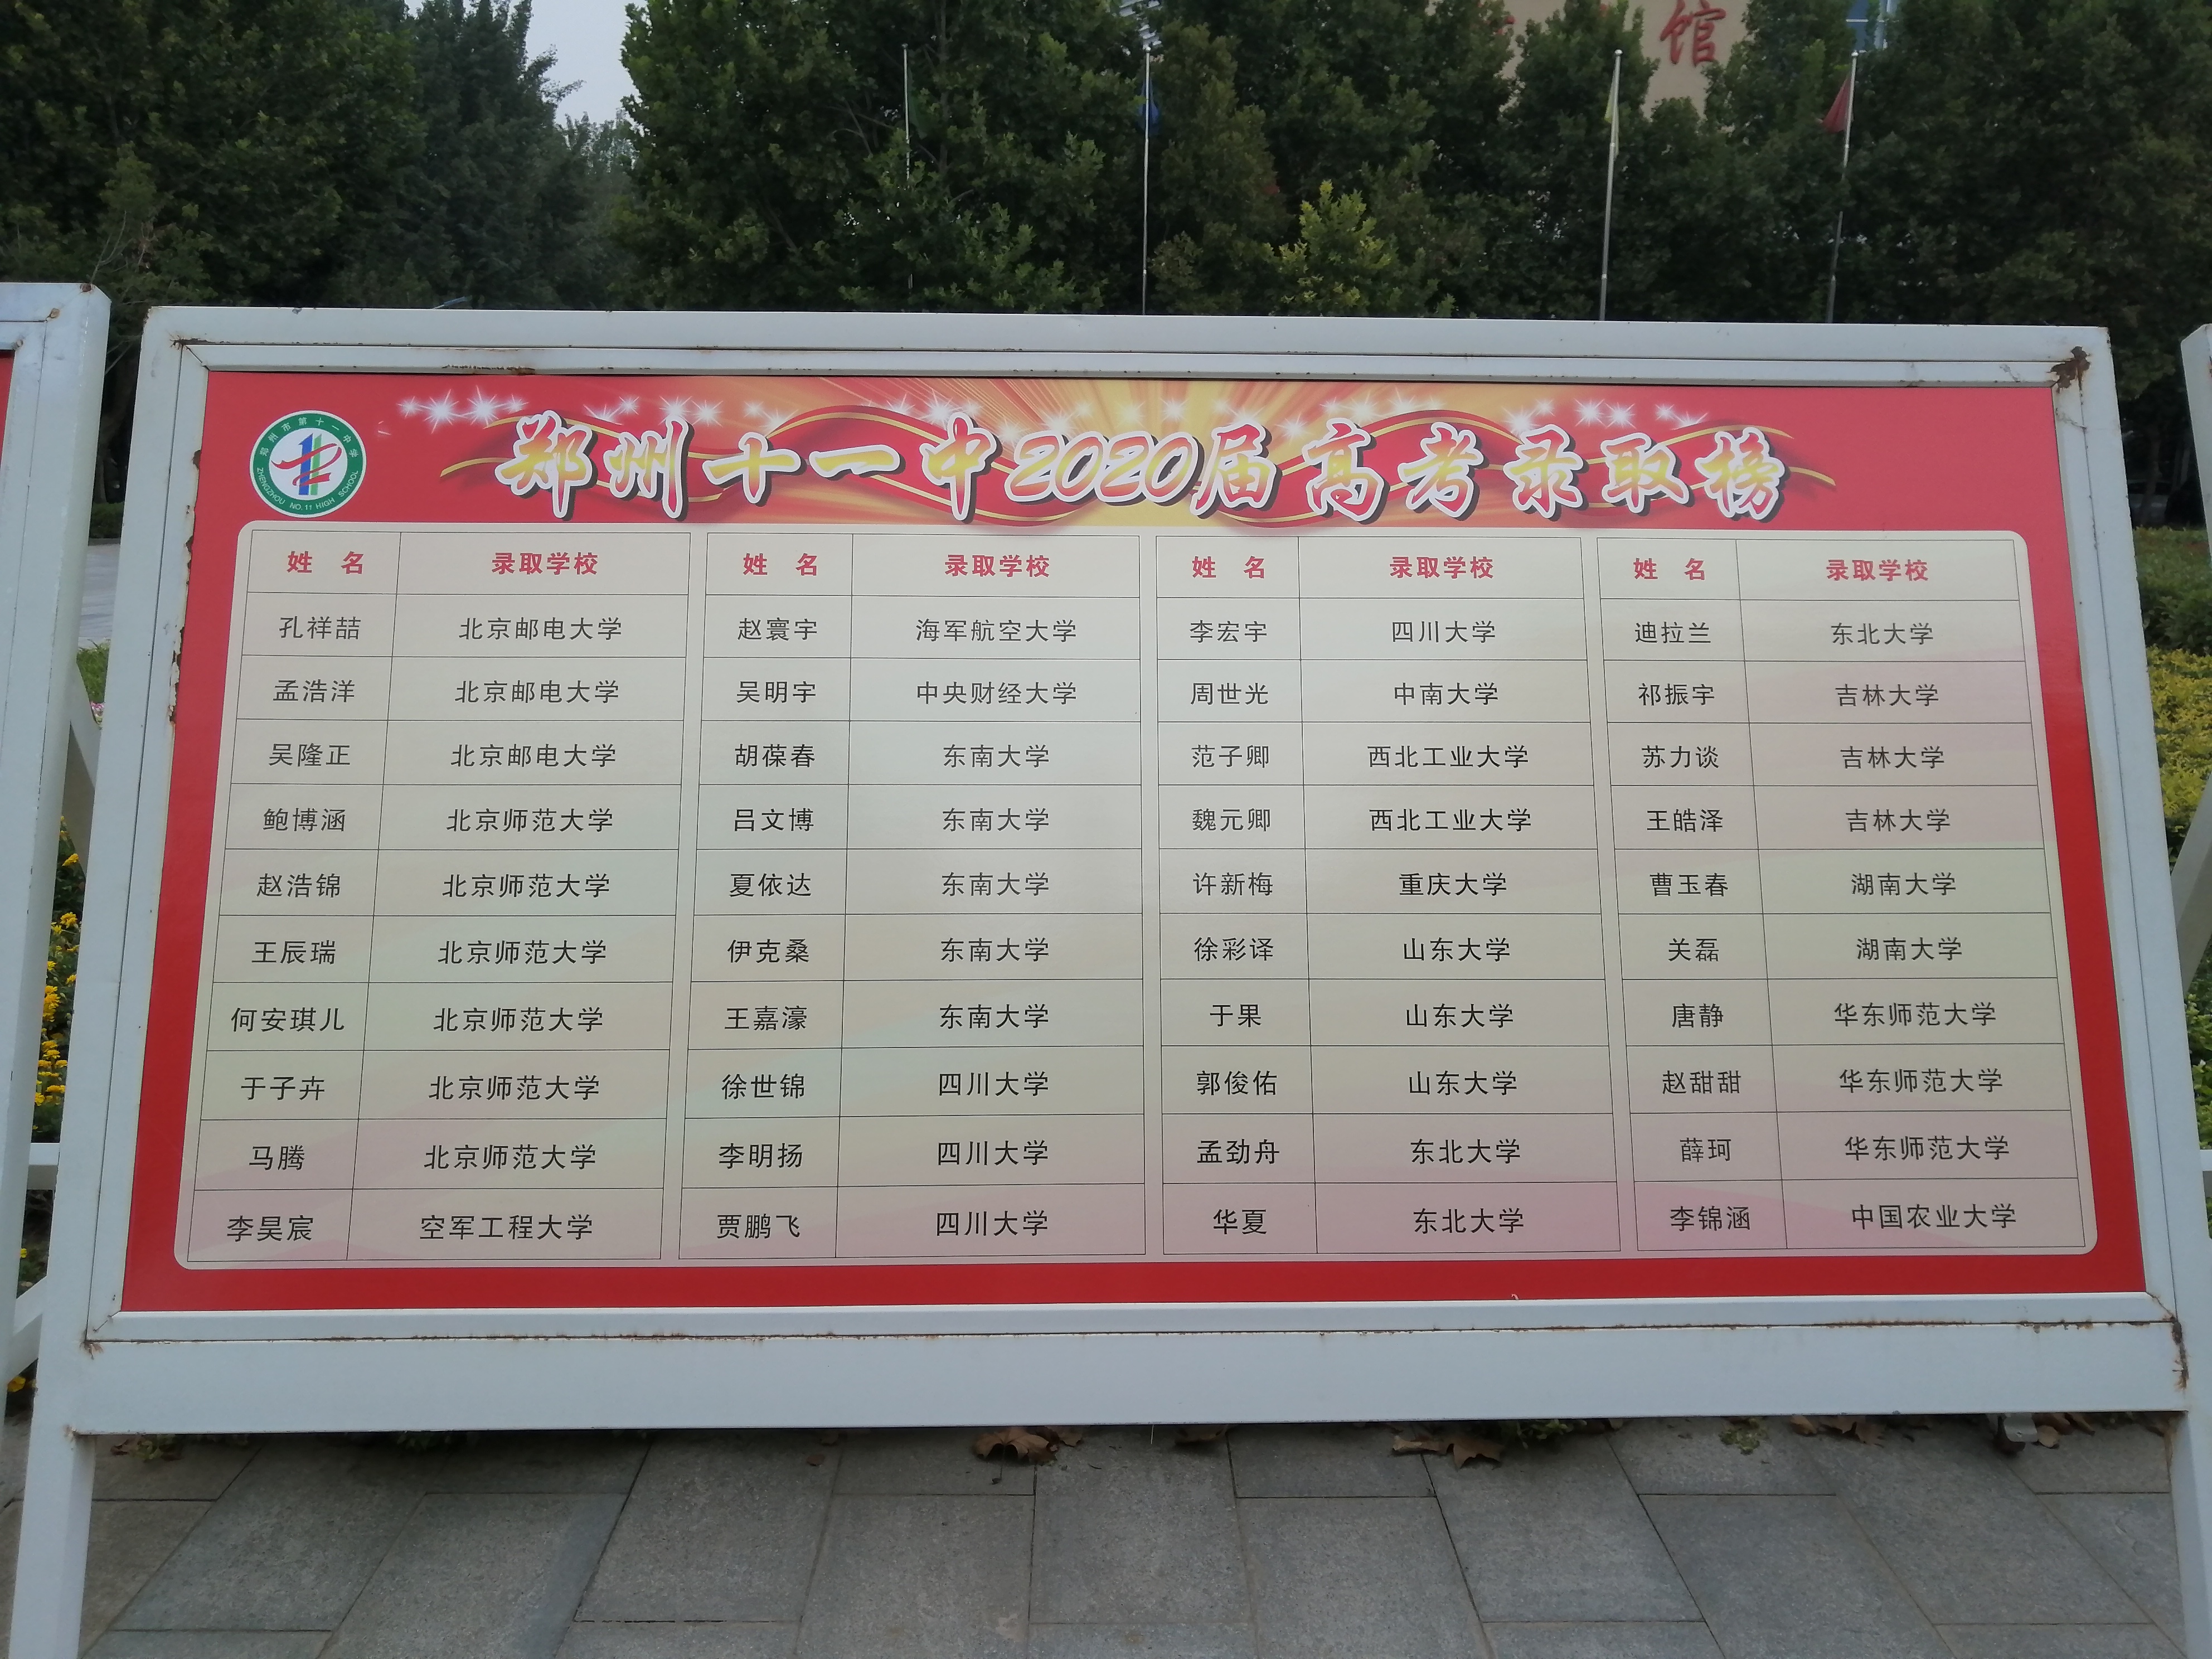 馆
郑州市第十一中学
ZHENGZHOU NO.11 HIGH SCHOOL
郑州十一中2020届高考录取榜
姓 名 录取学校 姓 名 录取学校 姓 名 录取学校 姓 名 录取学校
孔祥喆 北京邮电大学 赵寰宇 海军航空大学 李宏宇 四川大学 迪拉兰 东北大学
孟浩洋 北京邮电大学 吴明宇 中央财经大学 周世光 中南大学 祁振宇 吉林大学
吴隆正 北京邮电大学 胡葆春 东南大学 范子卿 西北工业大学 苏力谈 吉林大学
鲍博涵 北京师范大学 吕文博 东南大学 魏元卿 西北工业大学 王皓泽 吉林大学
赵浩锦 北京师范大学 夏依达 东南大学 许新梅 重庆大学 曹玉春 湖南大学
王辰瑞 北京师范大学 伊克桑 东南大学 徐彩译 山东大学 关磊 湖南大学
何安琪儿 北京师范大学 王嘉濠 东南大学 于果 山东大学 唐静 华东师范大学
于子卉 北京师范大学 徐世锦 四川大学 郭俊佑 山东大学 赵甜甜 华东师范大学
马腾 北京师范大学 李明扬 四川大学 孟劲舟 东北大学 薛珂 华东师范大学
李昊宸 空军工程大学 贾鹏飞 四川大学 华夏 东北大学 李锦涵 中国农业大学